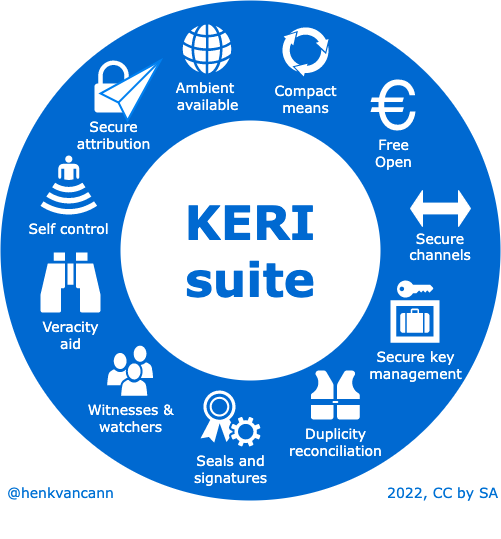 KERI
suite
Ambient
available
Compact
means
Free
Open
Secure
channels
Secure key
management
Duplicity
reconciliation
Seals and
signatures
Witnesses &
watchers
Veracity
aid
Self control
Secure
attribution
@henkvancann
2022, CC by SA